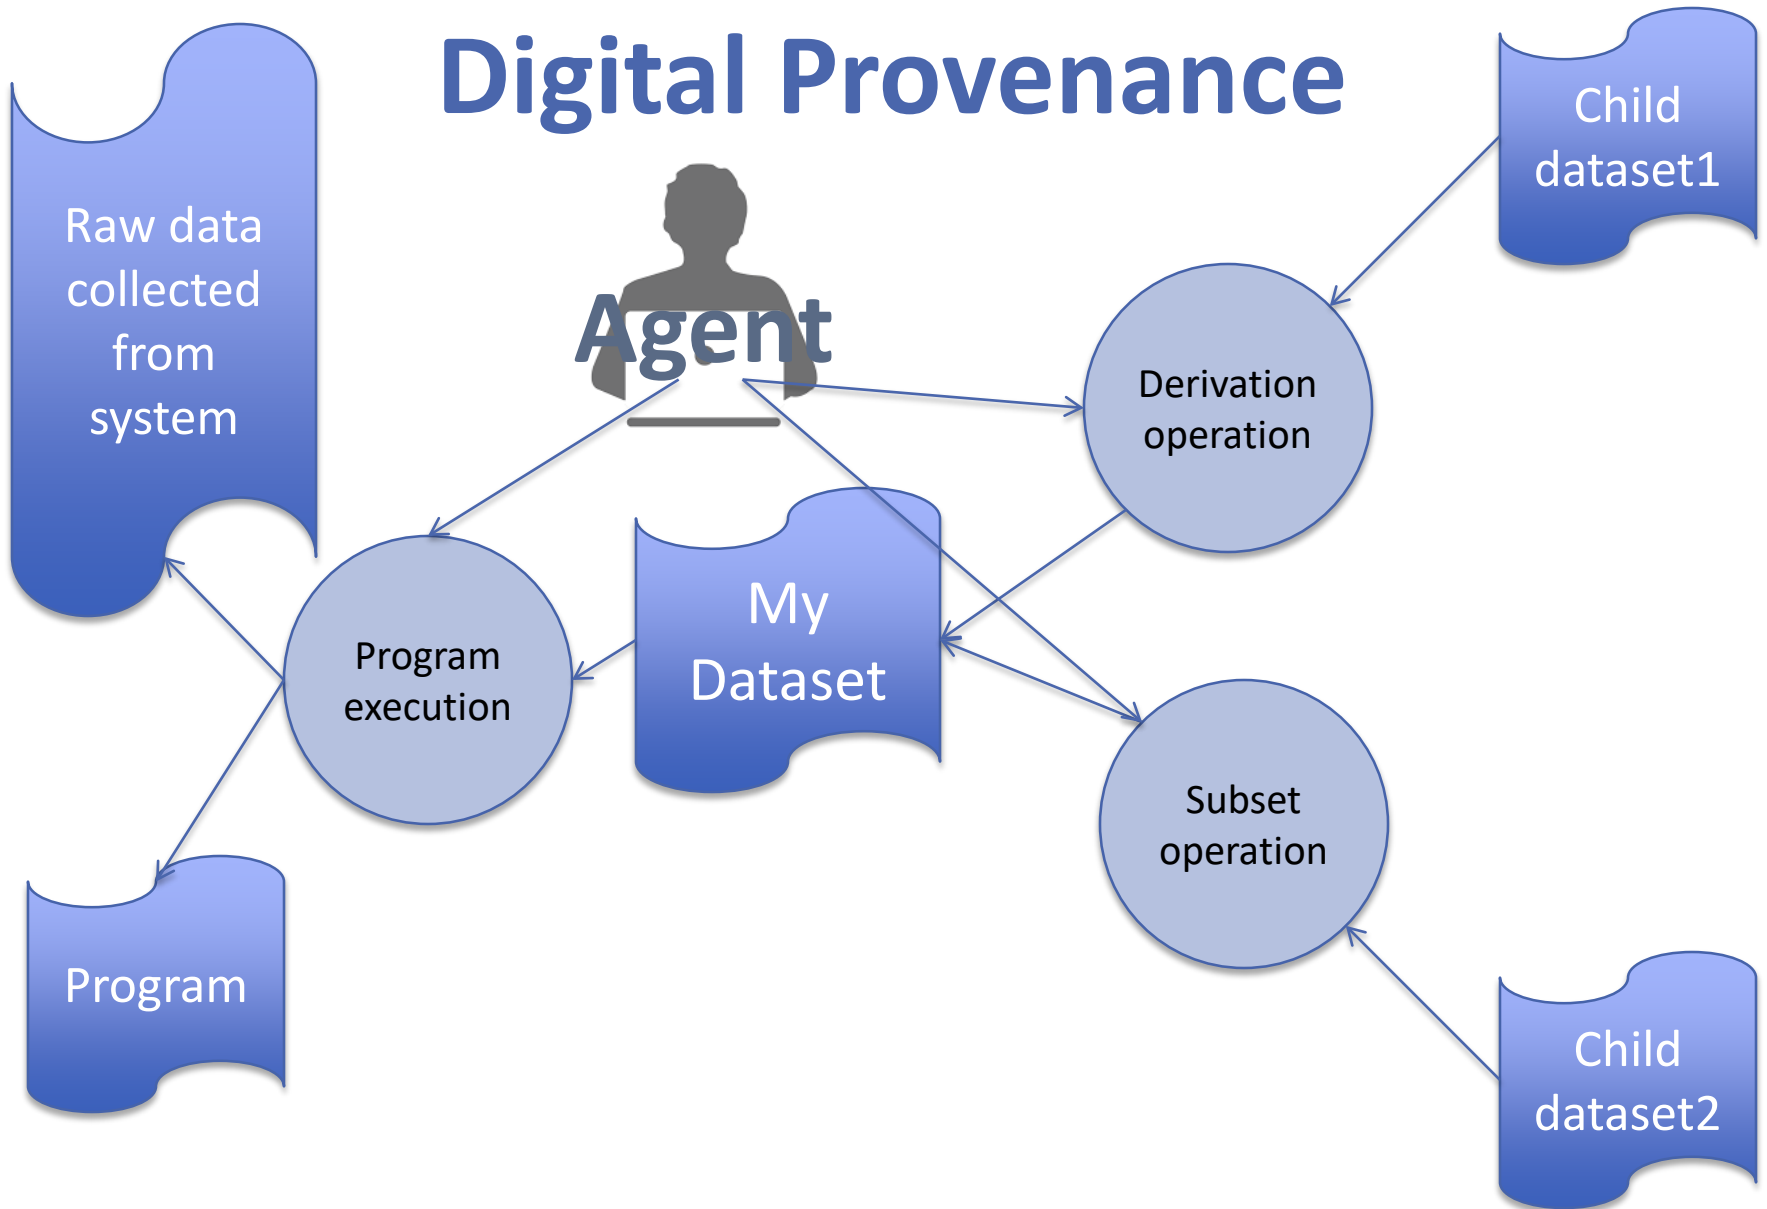 Digital Provenance
Raw data
collected
from
system
Agent
Child
dataset1
Derivation
operation
My
Dataset
Program
execution
Subset
operation
Program
Child
dataset2